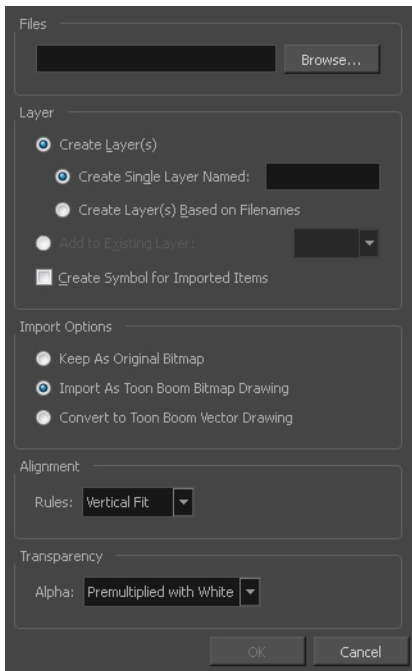 Files
Browse...
Layer
Create Layer(s)
Create Single Layer Named:
Create Layer(s) Based on Filenames
Add to Existing Layer:
Create Symbol for Imported Items
Import Options
Keep As Original Bitmap
Import As Toon Boom Bitmap Drawing
Convert to Toon Boom Vector Drawing
Alignment
Rules: Vertical Fit
Transparency
Alpha: Premultiplied with White
OK Cancel